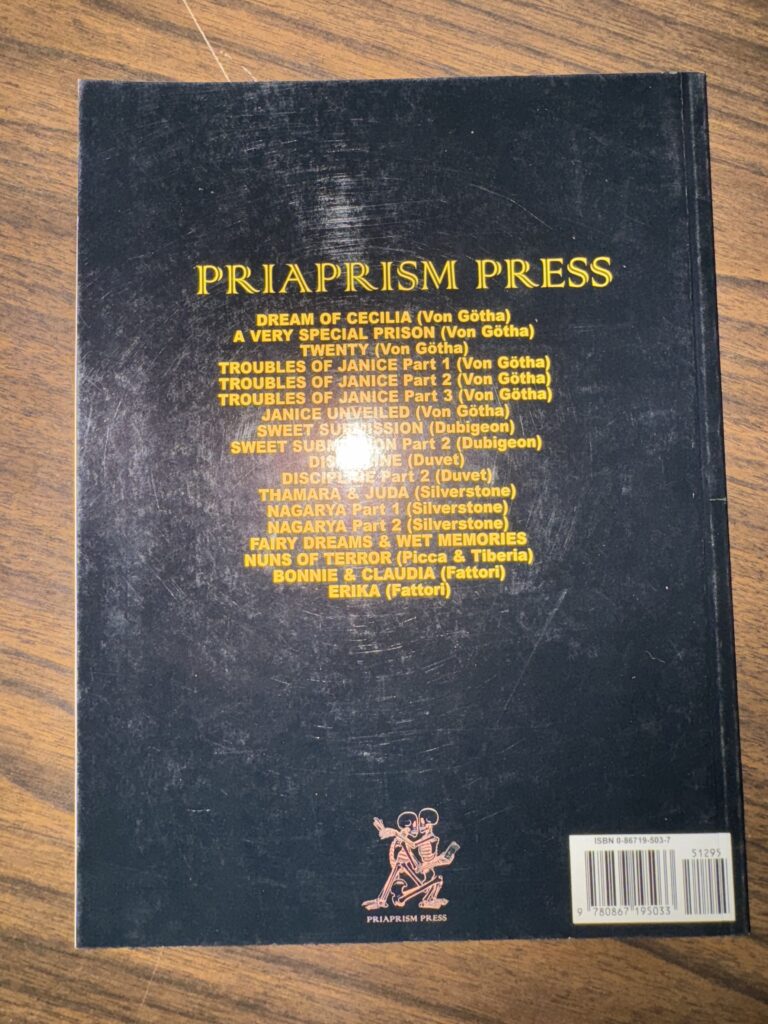 PRIAPRISM PRESS
DREAM OF CECILIA (Von Götha)
A VERY SPECIAL PRISON (Von Götha)
TWENTY (Von Götha)
TROUBLES OF JANICE Part 1 (Von Götha)
TROUBLES OF JANICE Part 2 (Von Götha)
TROUBLES OF JANICE Part 3 (Von Götha)
JANICE UNVEILED (Von Götha)
SWEET SUBMISSION (Dubigeon)
SWEET SUBMISSION Part 2 (Dubigeon)
DISCIPLINE (Duvet)
DISCIPLINE Part 2 (Duvet)
THAMARA & JUDA (Silverstone)
NAGARYA Part 1 (Silverstone)
NAGARYA Part 2 (Silverstone)
FAIRY DREAMS & WET MEMORIES
NUNS OF TERROR (Picca & Tiberia)
BONNIE & CLAUDIA (Fattori)
ERIKA (Fattori)
PRIAPRISM PRESS
ISBN 0-86719-503-7
51295
9 780867 195033